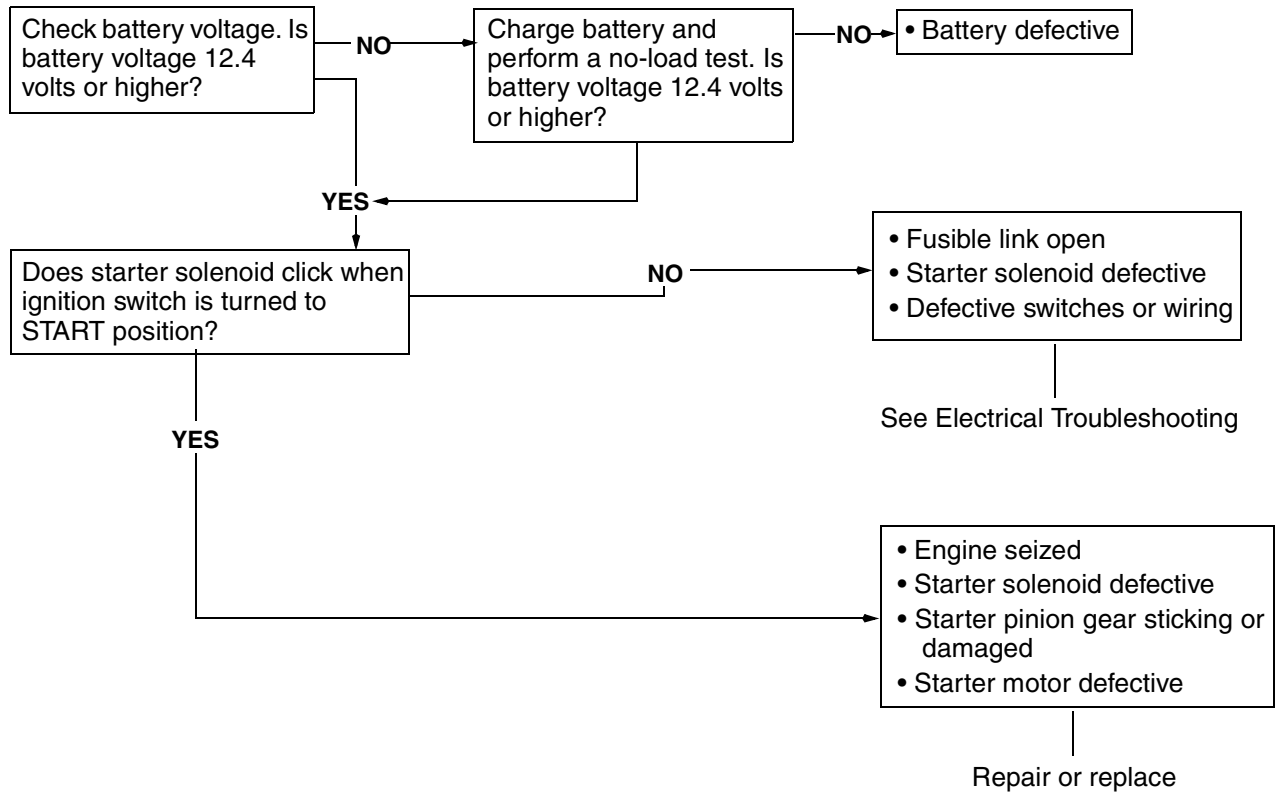 Check battery voltage. Is
battery voltage 12.4
volts or higher?
NO
Charge battery and
perform a no-load test. Is
battery voltage 12.4 volts
or higher?
NO
• Battery defective
YES
Does starter solenoid click when
ignition switch is turned to
START position?
NO
• Fusible link open
• Starter solenoid defective
• Defective switches or wiring
See Electrical Troubleshooting
YES
• Engine seized
• Starter solenoid defective
• Starter pinion gear sticking or
damaged
• Starter motor defective
Repair or replace